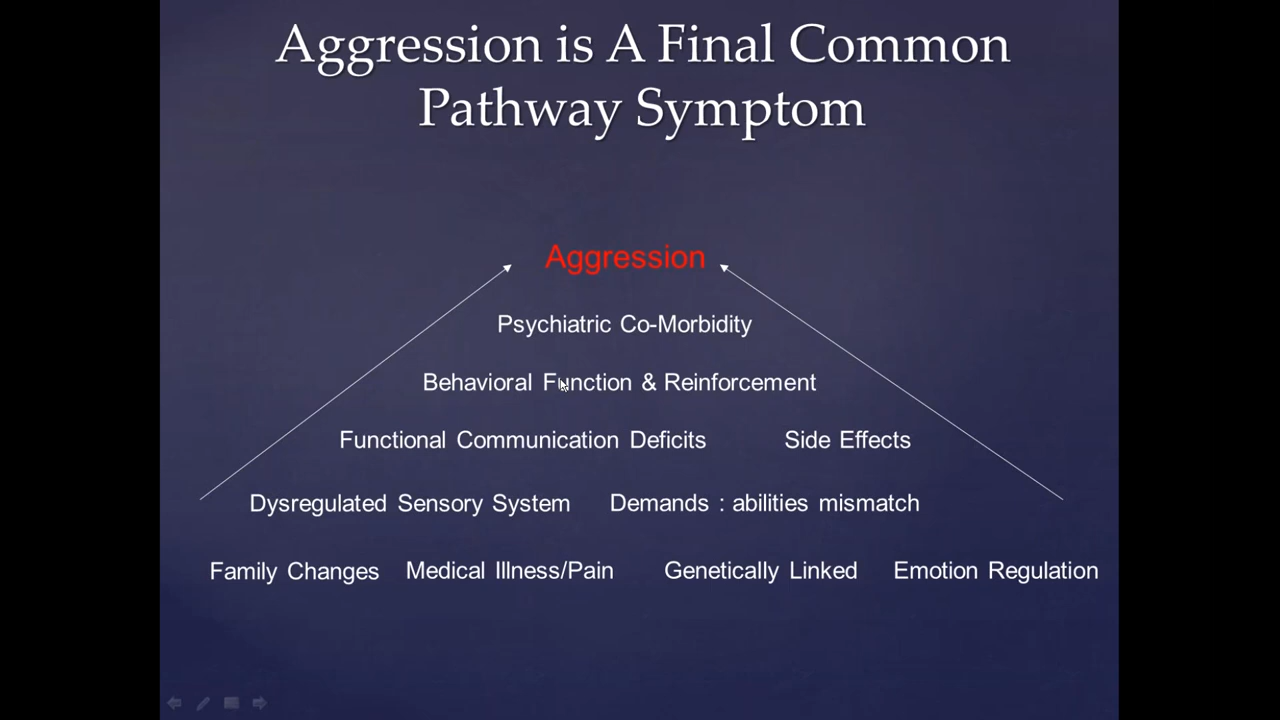 Aggression is A Final Common
Pathway Symptom
Aggression
Psychiatric Co-Morbidity
Behavioral Function & Reinforcement
Functional Communication Deficits Side Effects
Dysregulated Sensory System Demands : abilities mismatch
Family Changes Medical Illness/Pain Genetically Linked Emotion Regulation